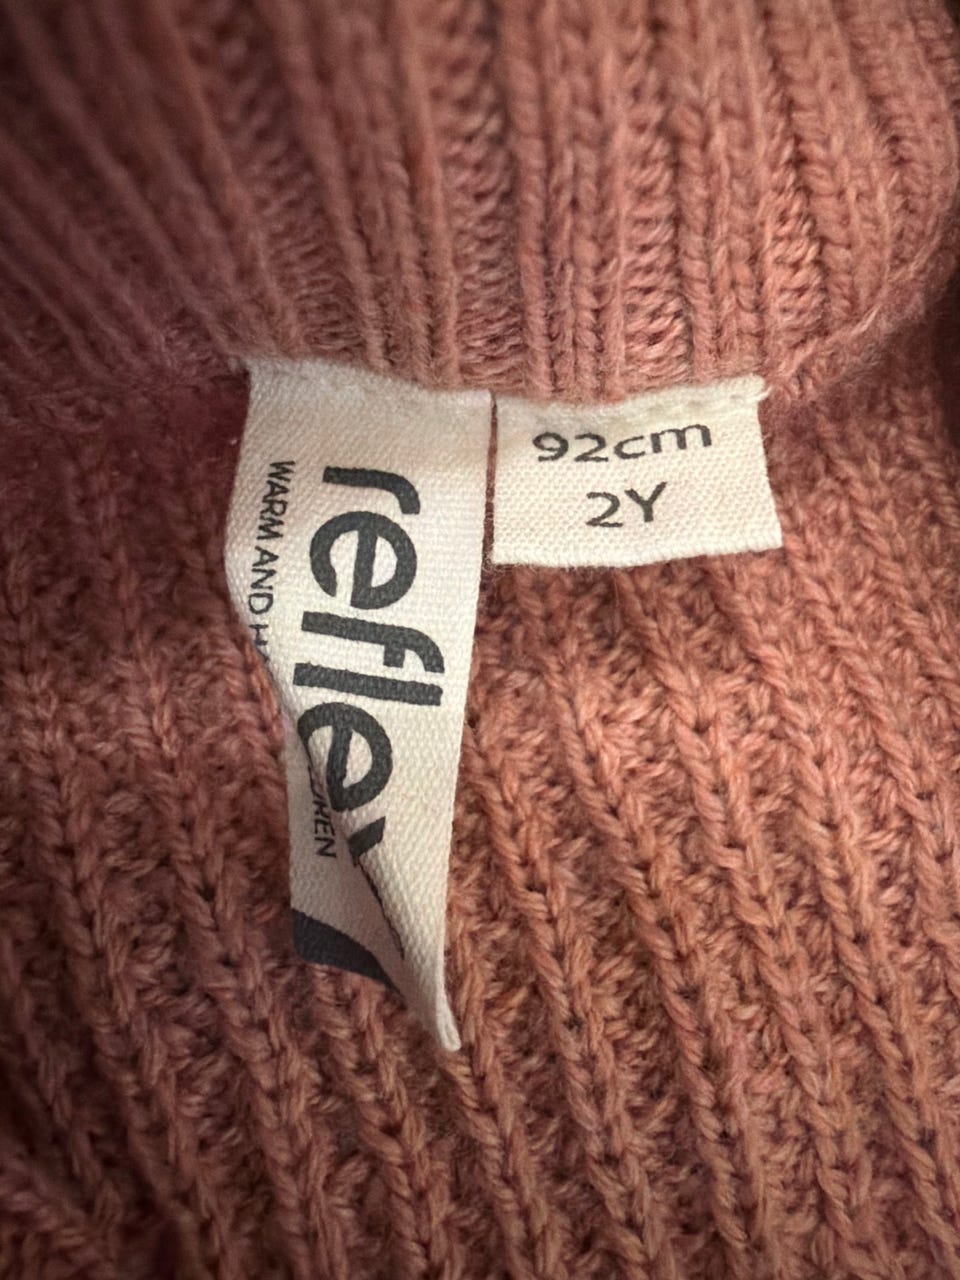 reflex
WARM AND
92cm
2Y